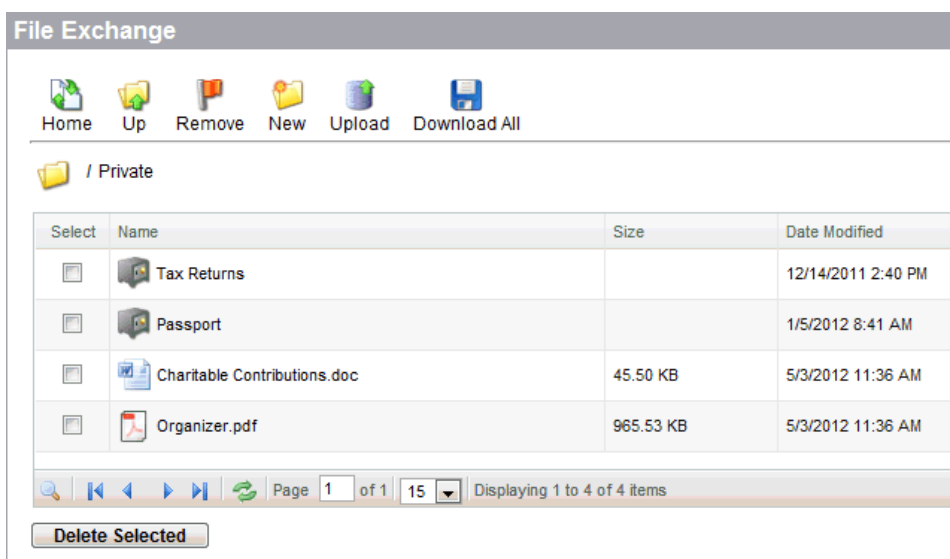 File Exchange
Home Up Remove New Upload Download All
/ Private
Select Name Size Date Modified
Tax Returns 12/14/2011 2:40 PM
Passport 1/5/2012 8:41 AM
Charitable Contributions.doc 45.50 KB 5/3/2012 11:36 AM
Organizer.pdf 965.53 KB 5/3/2012 11:36 AM
Page 1 of 1 15 Displaying 1 to 4 of 4 items
Delete Selected